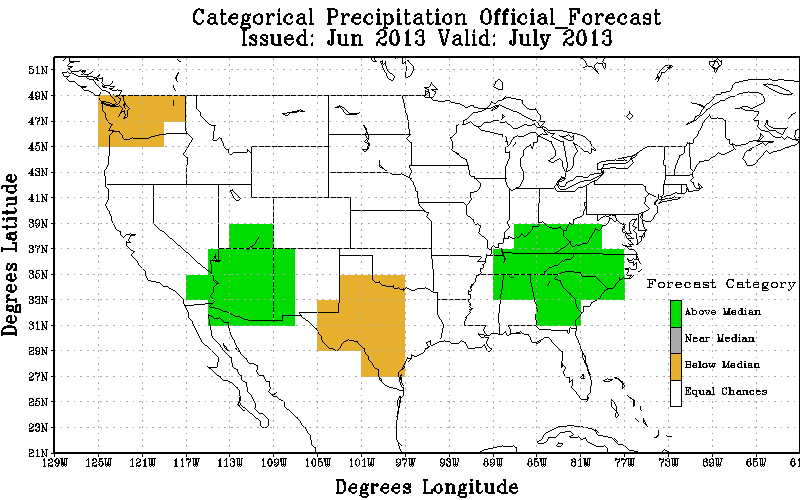 Categorical Precipitation Official_Forecast
Issued: Jun 2013 Valid: July 2013
Degrees Latitude
51N
49N
47N
45N
43N
41N
39N
37N
35N
33N
31N
29N
27N
25N
23N
21N
Forecast Category
Above Median
Near Median
Below Median
Equal Chances
129W 125W 121W 117W 113W 109W 105W 101W 97W 93W 89W 85W 81W 77W 73W 69W 65W
Degrees Longitude